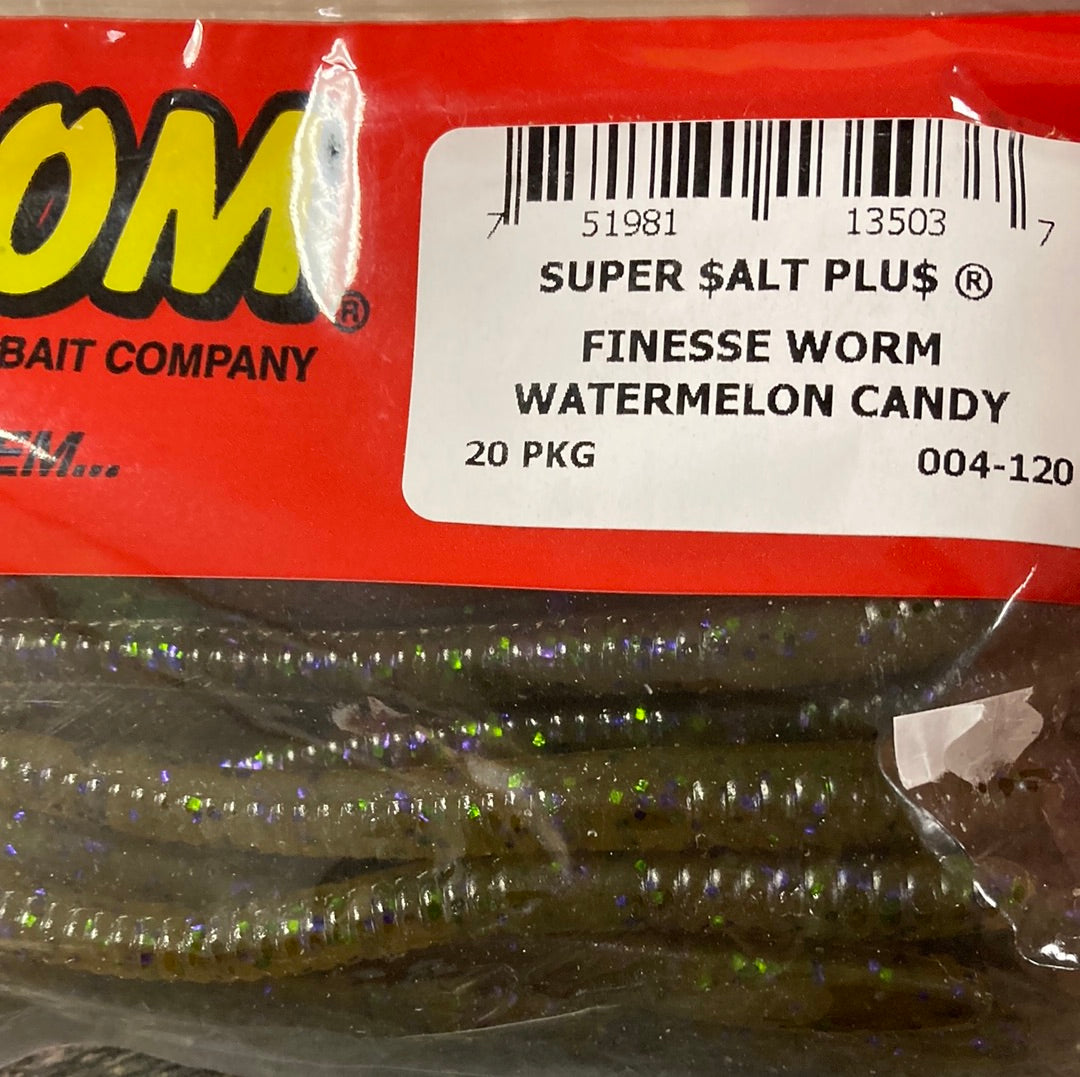 OM®
BAIT COMPANY
EM...
7 51981 13503 7
SUPER $ALT PLU$ ®
FINESSE WORM
WATERMELON CANDY
20 PKG 004-120